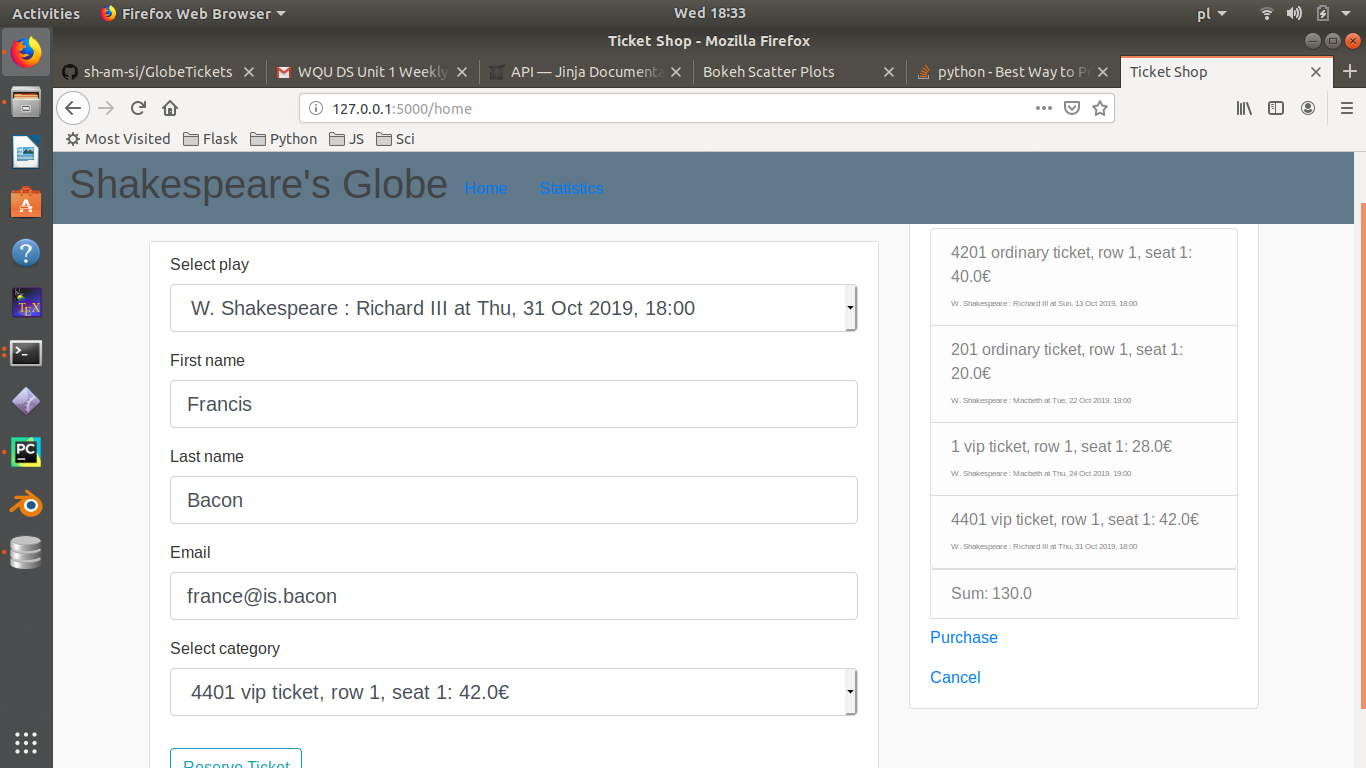 Activities
Firefox Web Browser
Wed 18:33
pl
Ticket Shop - Mozilla Firefox
sh-am-si/GlobeTickets
WQU DS Unit 1 Weekly
API — Jinja Documenta
Bokeh Scatter Plots
python - Best Way to P
Ticket Shop
127.0.0.1:5000/home
Most Visited
Flask
Python
JS
Sci
Shakespeare's Globe
Home
Statistics
Select play
W. Shakespeare : Richard III at Thu, 31 Oct 2019, 18:00
First name
Francis
Last name
Bacon
Email
france@is.bacon
Select category
4401 vip ticket, row 1, seat 1: 42.0€
Reserve Ticket
4201 ordinary ticket, row 1, seat 1:
40.0€
W. Shakespeare : Richard III at Sun, 13 Oct 2019, 18:00
201 ordinary ticket, row 1, seat 1:
20.0€
W. Shakespeare : Macbeth at Tue, 22 Oct 2019, 19:00
1 vip ticket, row 1, seat 1: 28.0€
W. Shakespeare : Macbeth at Thu, 24 Oct 2019, 19:00
4401 vip ticket, row 1, seat 1: 42.0€
W. Shakespeare : Richard III at Thu, 31 Oct 2019, 18:00
Sum: 130.0
Purchase
Cancel
TEX
PC